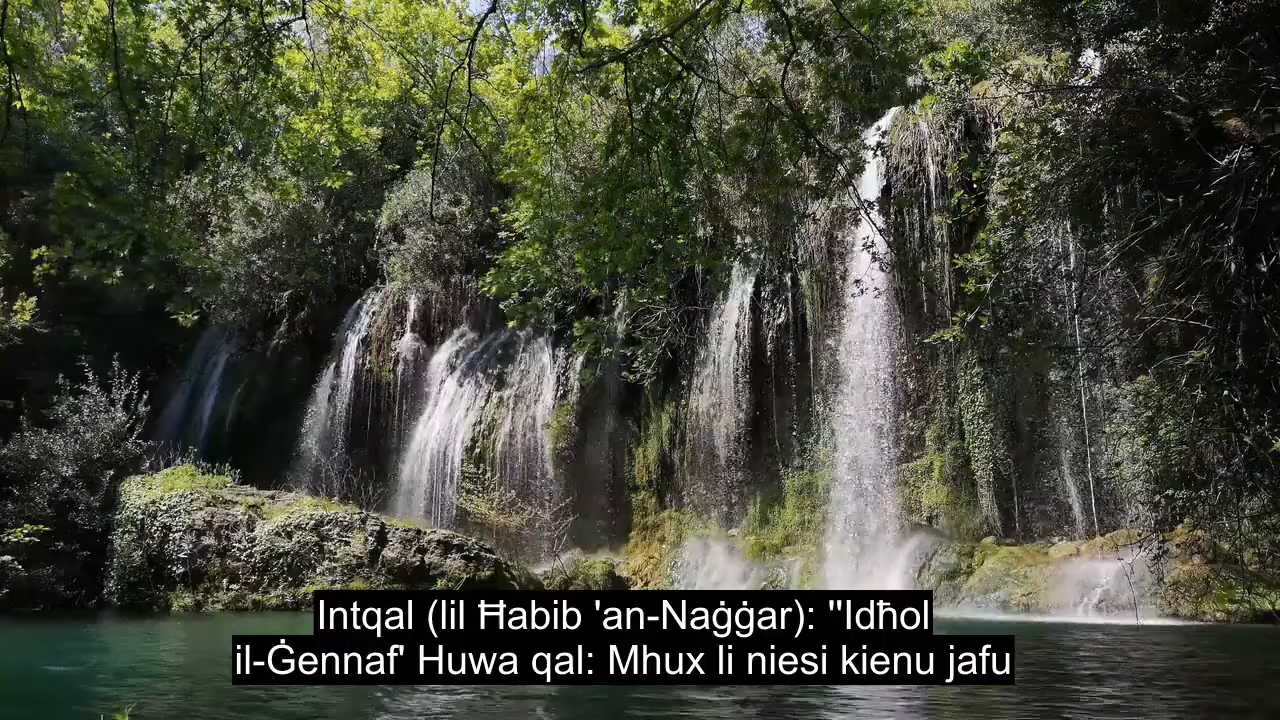 Intqal (lil Ħabib 'an-Naġġar): "Idħol
il-Ġennaf' Huwa qal: Mhux li niesi kienu jafu